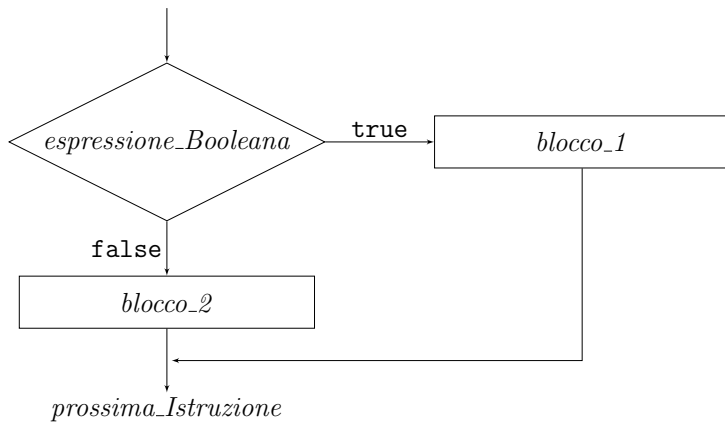 espressione_Booleana
true
blocco_1
false
blocco_2
prossima_Istruzione